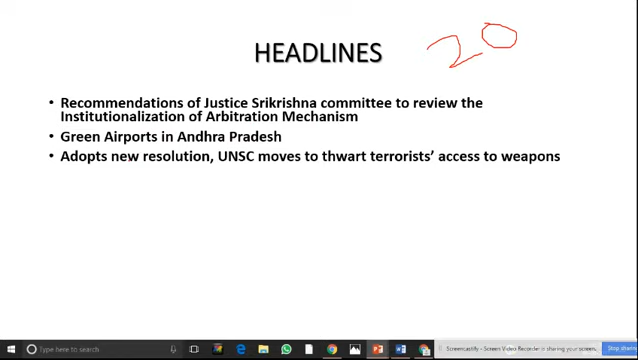 HEADLINES
20
• Recommendations of Justice Srikrishna committee to review the
Institutionalization of Arbitration Mechanism
• Green Airports in Andhra Pradesh
• Adopts new resolution, UNSC moves to thwart terrorists' access to weapons
Type here to search
Screencastify - Screen Video Recorder is sharing your screen.
Stop sharing